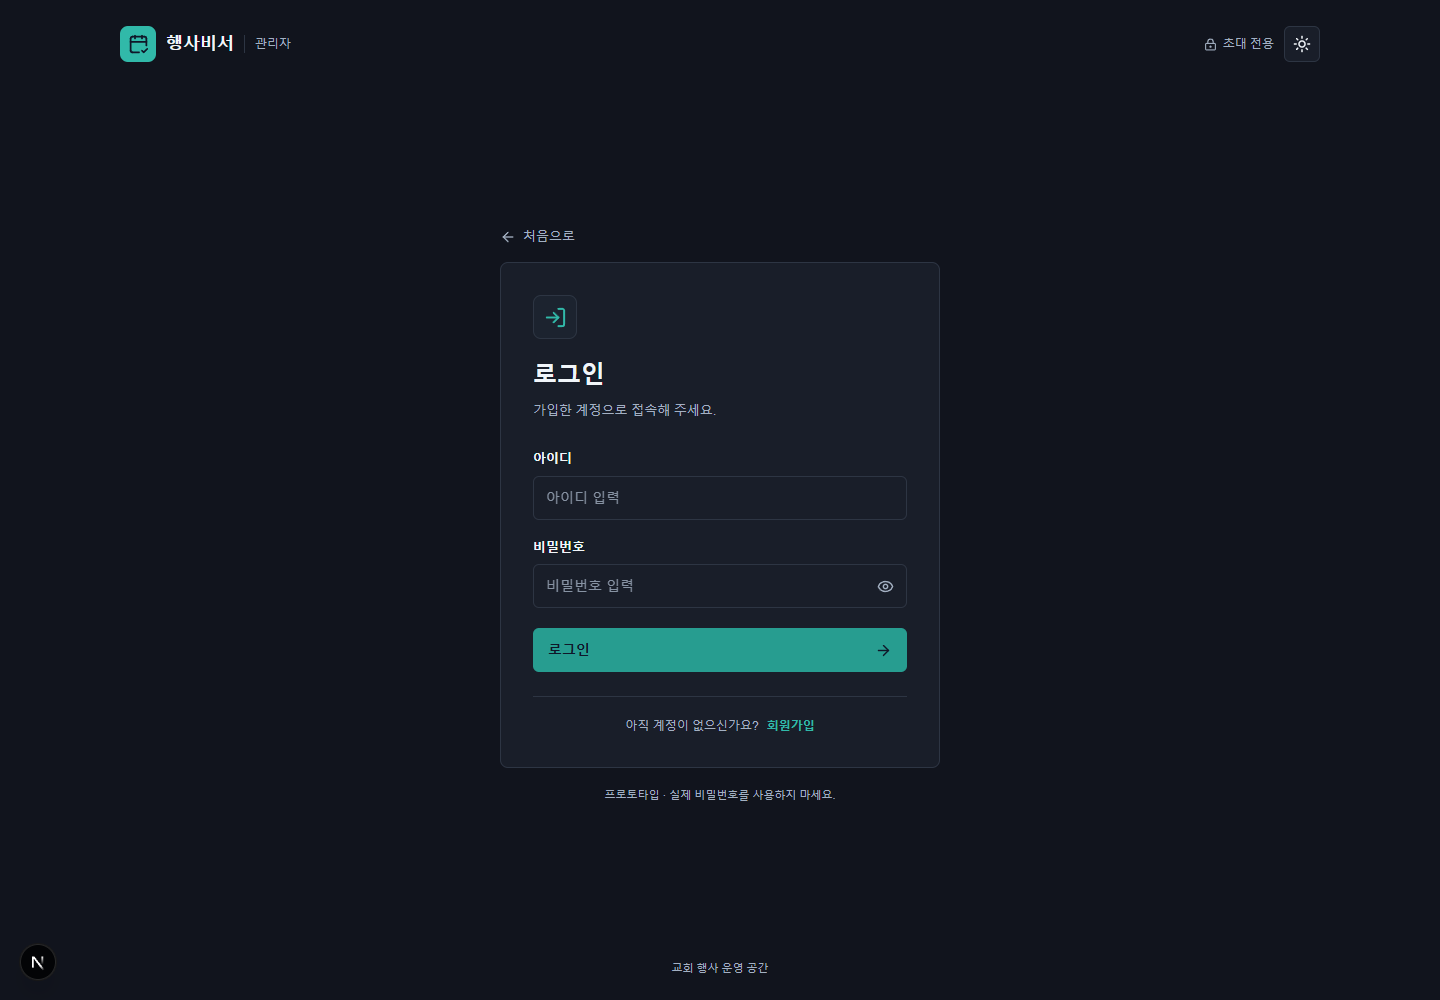 행사비서 관리자
초대 전용
처음으로
로그인
가입한 계정으로 접속해 주세요.
아이디
아이디 입력
비밀번호
비밀번호 입력
로그인
아직 계정이 없으신가요? 회원가입
프로토타입 · 실제 비밀번호를 사용하지 마세요.
N
교회 행사 운영 공간